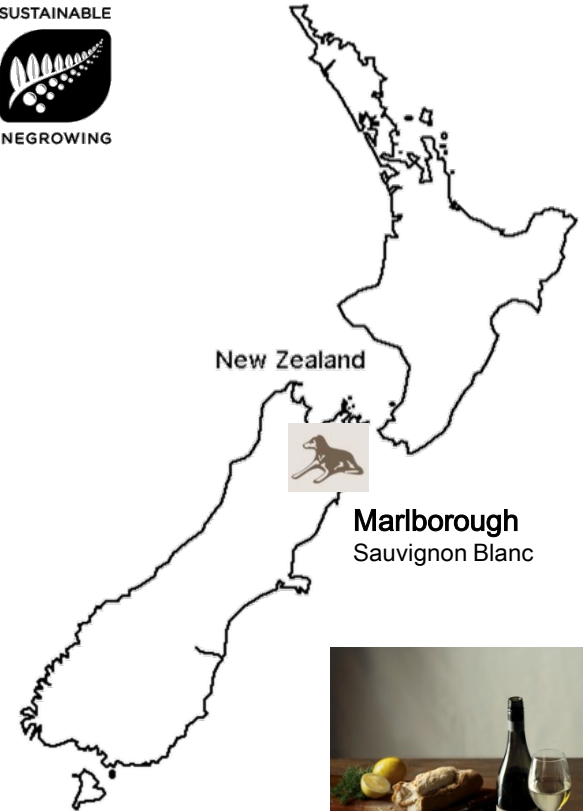 SUSTAINABLE
NEGROWING
New Zealand
Marlborough
Sauvignon Blanc